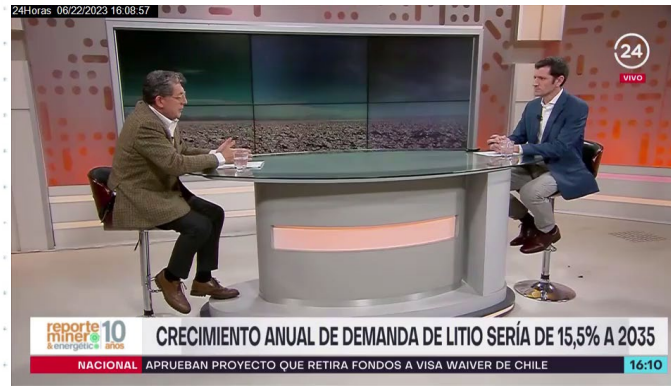 24Horas 06/22/2023 16:08:57
24
VIVO
reporte
minero
& energético
10
años
CRECIMIENTO ANUAL DE DEMANDA DE LITIO SERÍA DE 15,5% A 2035
NACIONAL APRUEBAN PROYECTO QUE RETIRA FONDOS A VISA WAIVER DE CHILE 16:10